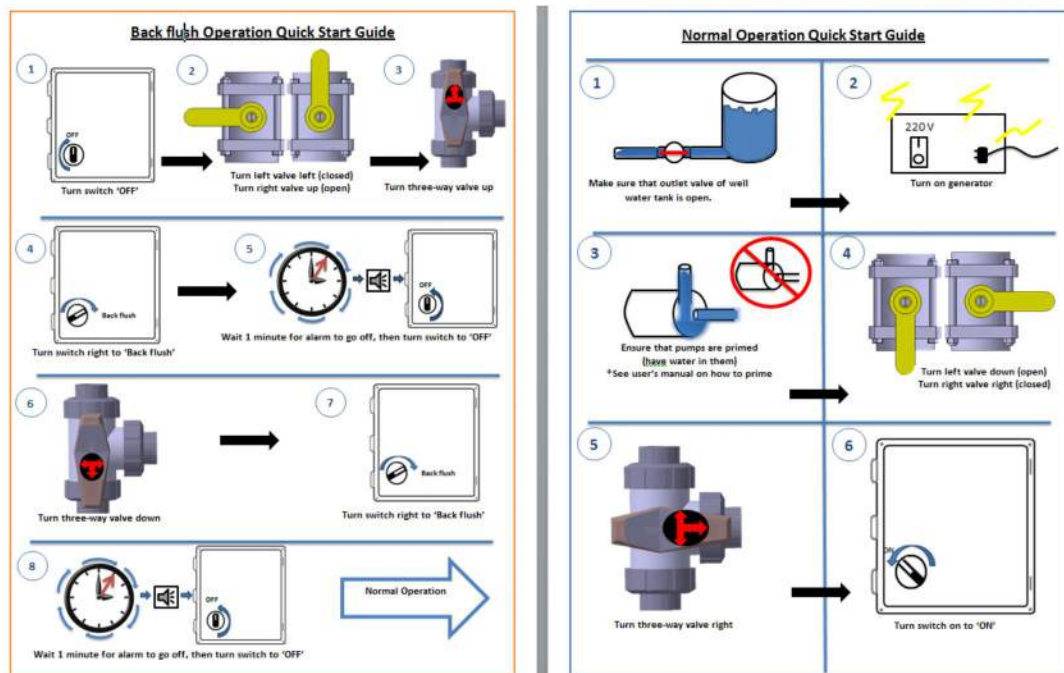 Back flush Operation Quick Start Guide
1
OFF
Turn switch 'OFF'
2
Turn left valve left (closed)
Turn right valve up (open)
3
Turn three-way valve up
4
Back flush
Turn switch right to 'Back flush'
5
OFF
Wait 1 minute for alarm to go off, then turn switch to 'OFF'
6
Turn three-way valve down
7
Back flush
Turn switch right to 'Back flush'
8
OFF
Wait 1 minute for alarm to go off, then turn switch to 'OFF'
Normal Operation
Normal Operation Quick Start Guide
1
Make sure that outlet valve of well
water tank is open.
2
220V
Turn on generator
3
Ensure that pumps are primed
(have water in them)
*See user's manual on how to prime
4
Turn left valve down (open)
Turn right valve right (closed)
5
Turn three-way valve right
6
ON
Turn switch on to 'ON'